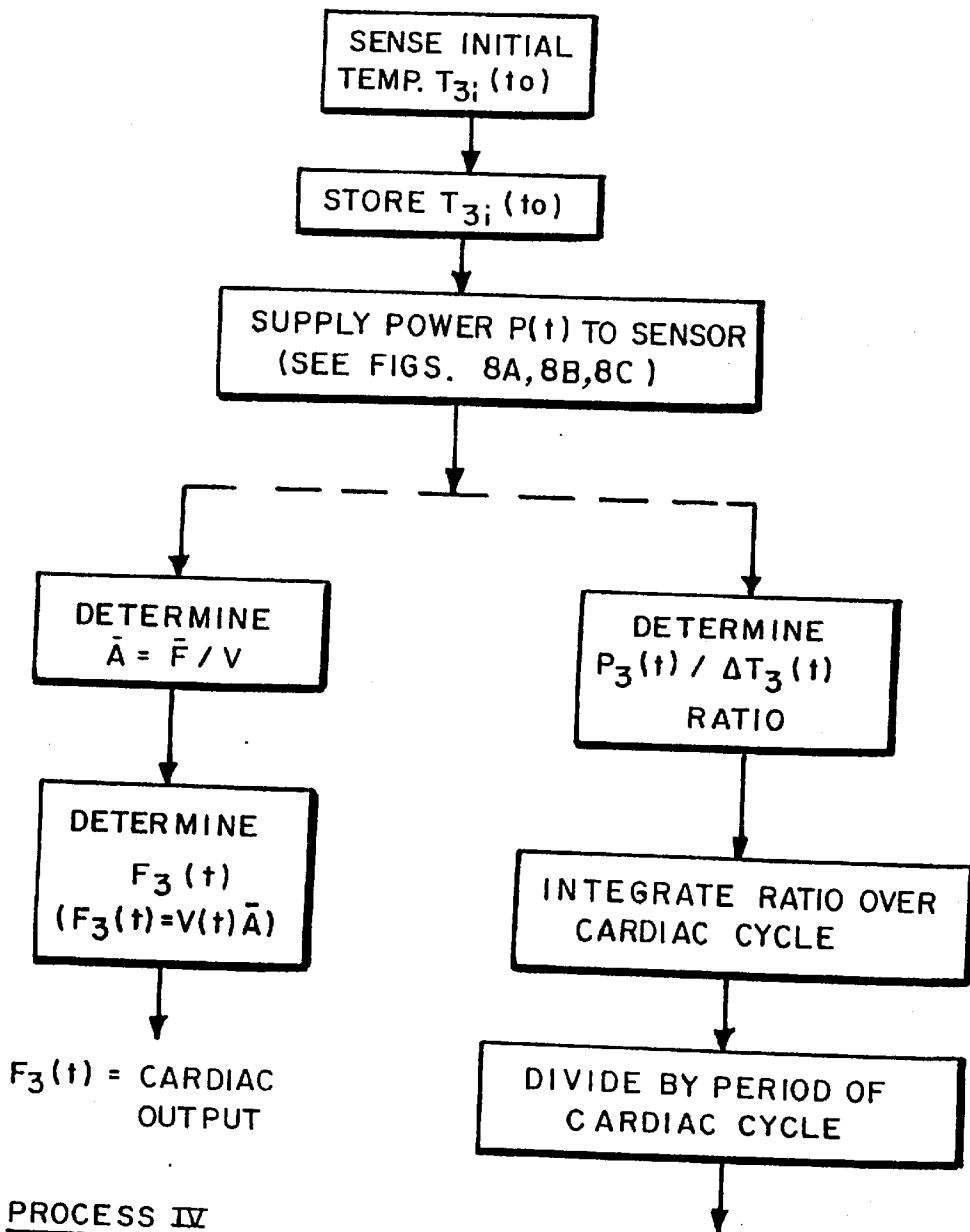 SENSE INITIAL
TEMP. T3i (to)
STORE T3i (to)
SUPPLY POWER P(t) TO SENSOR
(SEE FIGS. 8A, 8B, 8C )
DETERMINE
Ā = F̄ / V
DETERMINE
F3 (t)
(F3(t)=V(t)Ā)
F3(t) = CARDIAC
OUTPUT
DETERMINE
P3(t) / ΔT3(t)
RATIO
INTEGRATE RATIO OVER
CARDIAC CYCLE
DIVIDE BY PERIOD OF
CARDIAC CYCLE
PROCESS IV